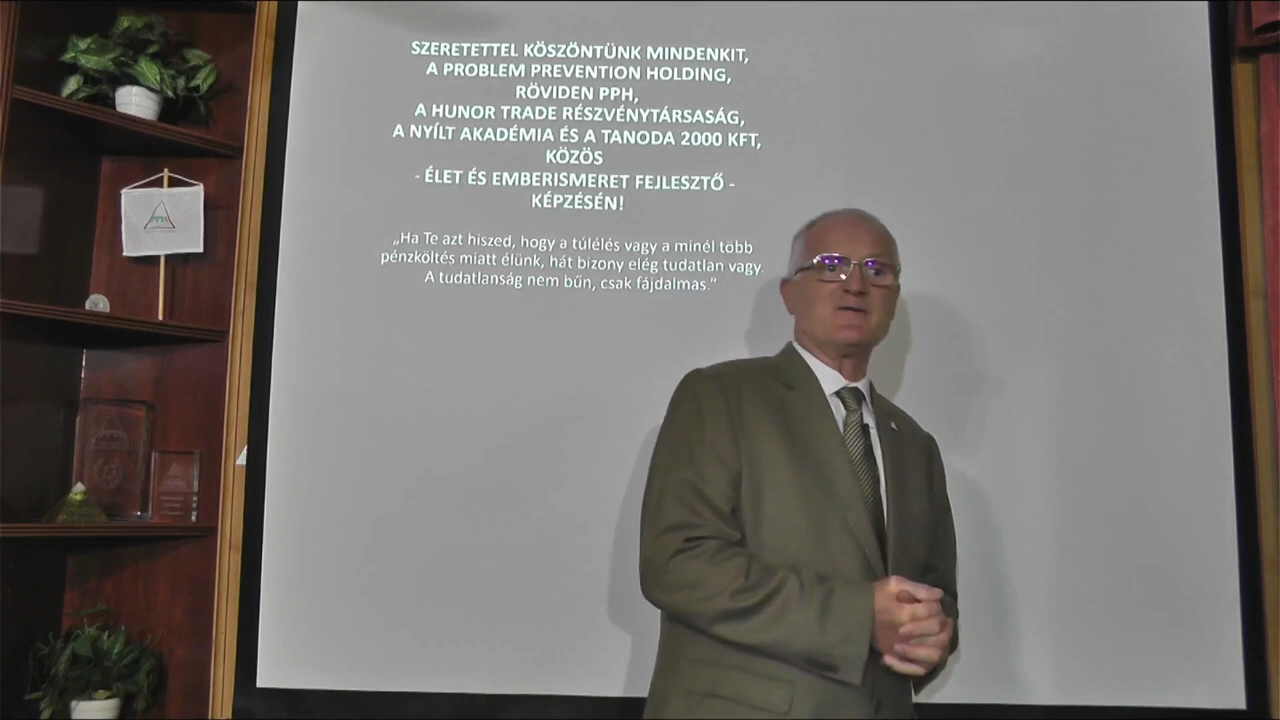 SZERETETTEL KÖSZÖNTÜNK MINDENKIT,
A PROBLEM PREVENTION HOLDING,
RÖVIDEN PPH,
A HUNOR TRADE RÉSZVÉNYTÁRSASÁG,
A NYÍLT AKADÉMIA ÉS A TANODA 2000 KFT,
KÖZÖS
- ÉLET ÉS EMBERISMERET FEJLESZTŐ -
KÉPZÉSÉN!
„Ha Te azt hiszed, hogy a túlélés vagy a minél több
pénzköltés miatt élünk, hát bizony elég tudatlan vagy.
A tudatlanság nem bűn, csak fájdalmas.”